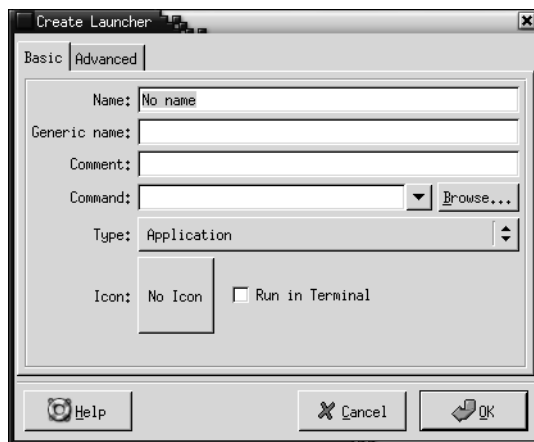 Create Launcher
Basic Advanced
Name: No name
Generic name:
Comment:
Command: Browse...
Type: Application
Icon: No Icon Run in Terminal
Help Cancel OK